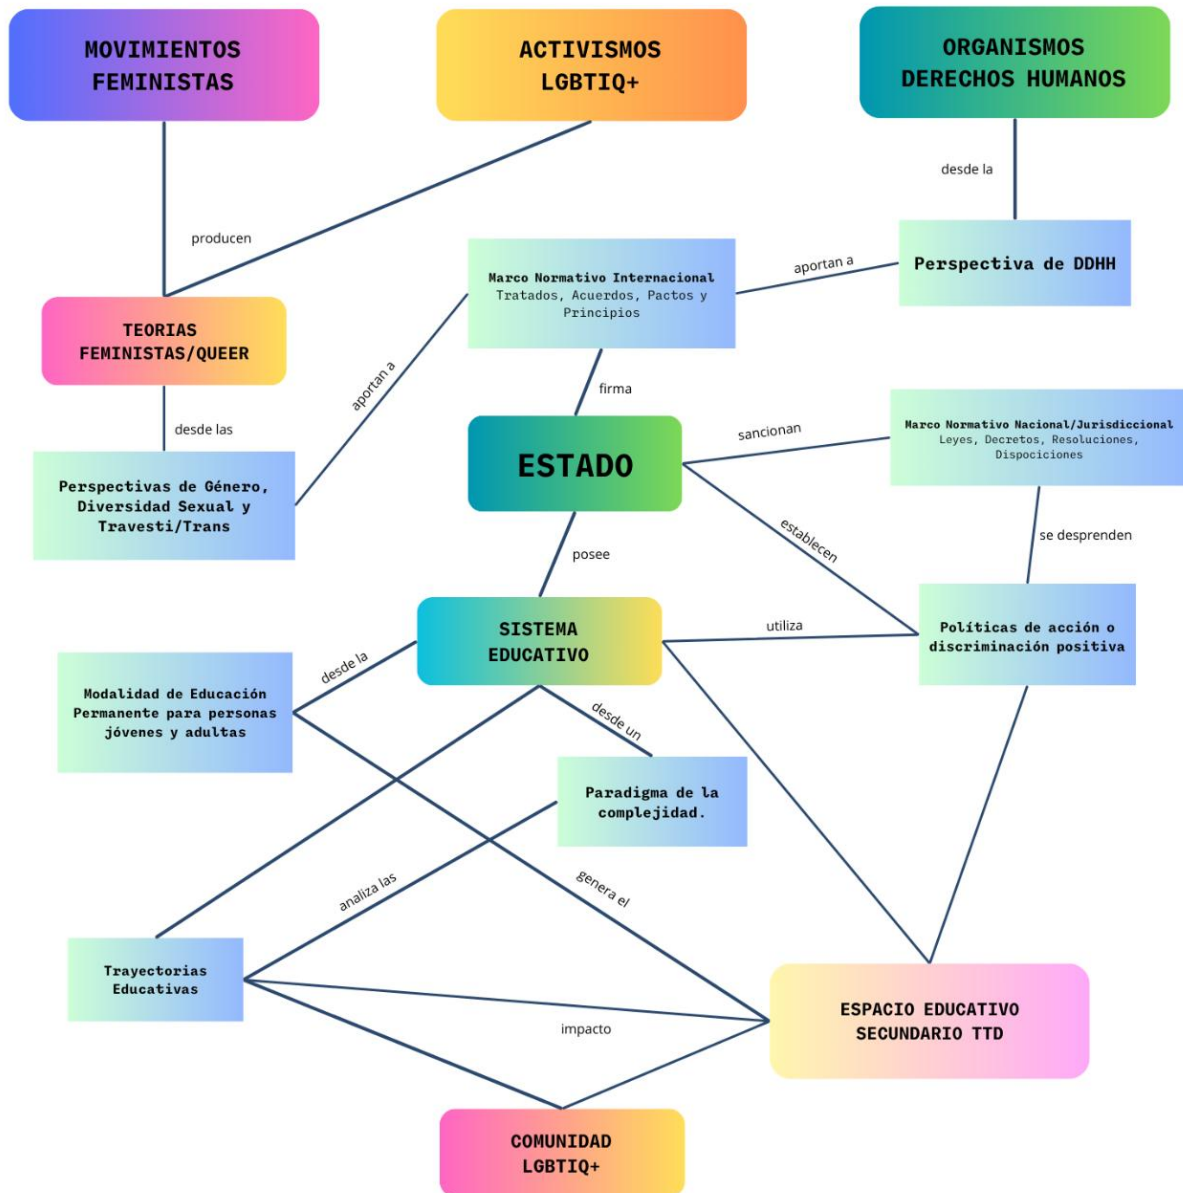 MOVIMIENTOS
FEMINISTAS
ACTIVISMOS
LGBTIQ+
ORGANISMOS
DERECHOS HUMANOS
desde la
producen
Marco Normativo Internacional
Tratados, Acuerdos, Pactos y
Principios
aportan a
Perspectiva de DDHH
TEORIAS
FEMINISTAS/QUEER
aportan a
firma
desde las
Marco Normativo Nacional/Jurisdiccional
Leyes, Decretos, Resoluciones,
Dispociciones
sancionan
ESTADO
Perspectivas de Género,
Diversidad Sexual y
Travesti/Trans
establecen
se desprenden
posee
SISTEMA
EDUCATIVO
utiliza
Políticas de acción o
discriminación positiva
desde la
Modalidad de Educación
Permanente para personas
jóvenes y adultas
desde un
Paradigma de la
complejidad.
analiza las
genera el
Trayectorias
Educativas
ESPACIO EDUCATIVO
SECUNDARIO TTD
impacto
COMUNIDAD
LGBTIQ+